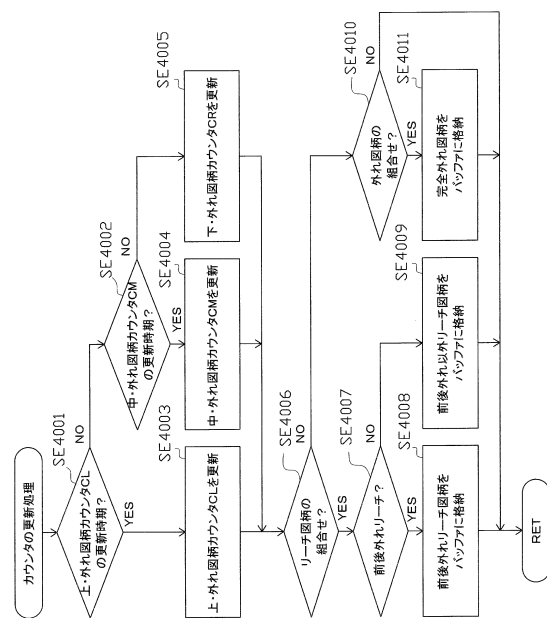 カウンタの更新処理
SE4001
上・外れ図柄カウンタCL
の更新時期？
NO
YES
SE4002
中・外れ図柄カウンタCM
の更新時期？
NO
YES
SE4003
上・外れ図柄カウンタCLを更新
SE4004
中・外れ図柄カウンタCMを更新
SE4005
下・外れ図柄カウンタCRを更新
SE4006
リーチ図柄の
組合せ？
NO
YES
SE4007
前後外れリーチ？
NO
YES
SE4008
前後外れリーチ図柄を
バッファに格納
SE4009
前後外れ以外リーチ図柄を
バッファに格納
SE4010
外れ図柄の
組合せ？
NO
YES
SE4011
完全外れ図柄を
バッファに格納
RET